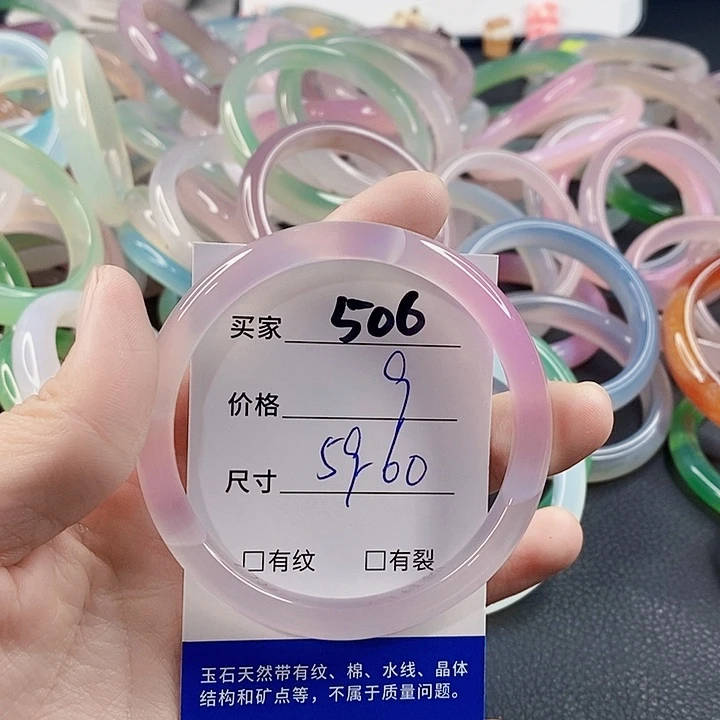 买家 506
价格 9
尺寸 59-60
□有纹 □有裂
玉石天然带有纹、棉、水线、晶体
结构和矿点等，不属于质量问题。